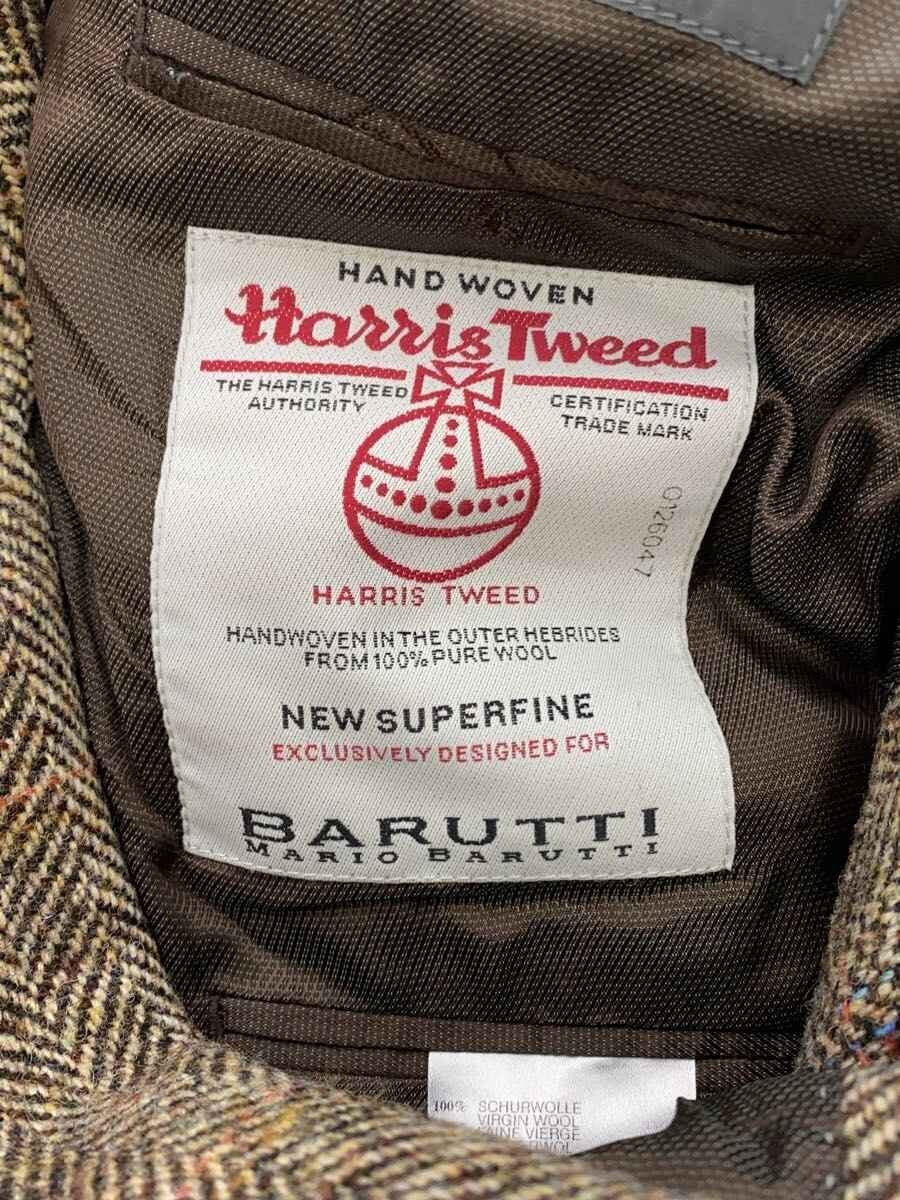 HAND WOVEN
Harris Tweed
THE HARRIS TWEED
AUTHORITY
CERTIFICATION
TRADE MARK
0126047
HARRIS TWEED
HANDWOVEN IN THE OUTER HEBRIDES
FROM 100% PURE WOOL
NEW SUPERFINE
EXCLUSIVELY DESIGNED FOR
BARUTTI
MARIO BARUTTI
100% SCHURWOLLE
VIRGIN WOOL
VIERGE